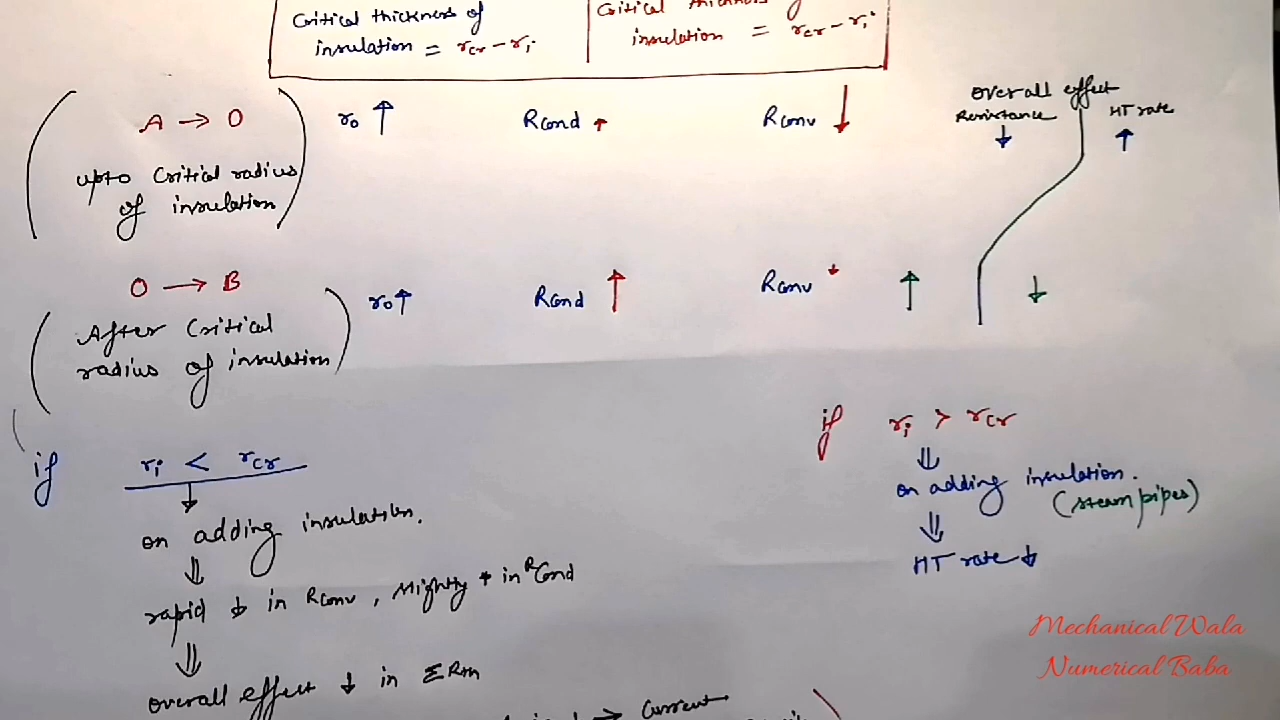 Critical thickness of
insulation = rcr - ri
Critical
insulation = rcr - ri
A → O
upto critical radius
of insulation
ro ↑
Rcond ↑
Rconv ↓
Overall effect
Resistance ↓
HT rate ↑
O → B
(After critical
radius of insulation)
ro ↑
Rcond ↑
Rconv ↓
↑
↓
if ri < rcr
on adding insulation.
⇓
rapid ↓ in Rconv, slightly ↑ in Rcond
⇓
overall effect ↓ in ΣRth
if ri > rcr
⇓
on adding insulation.
(steam pipes)
⇓
HT rate ↓
→ Current
Mechanical Wala
Numerical Baba